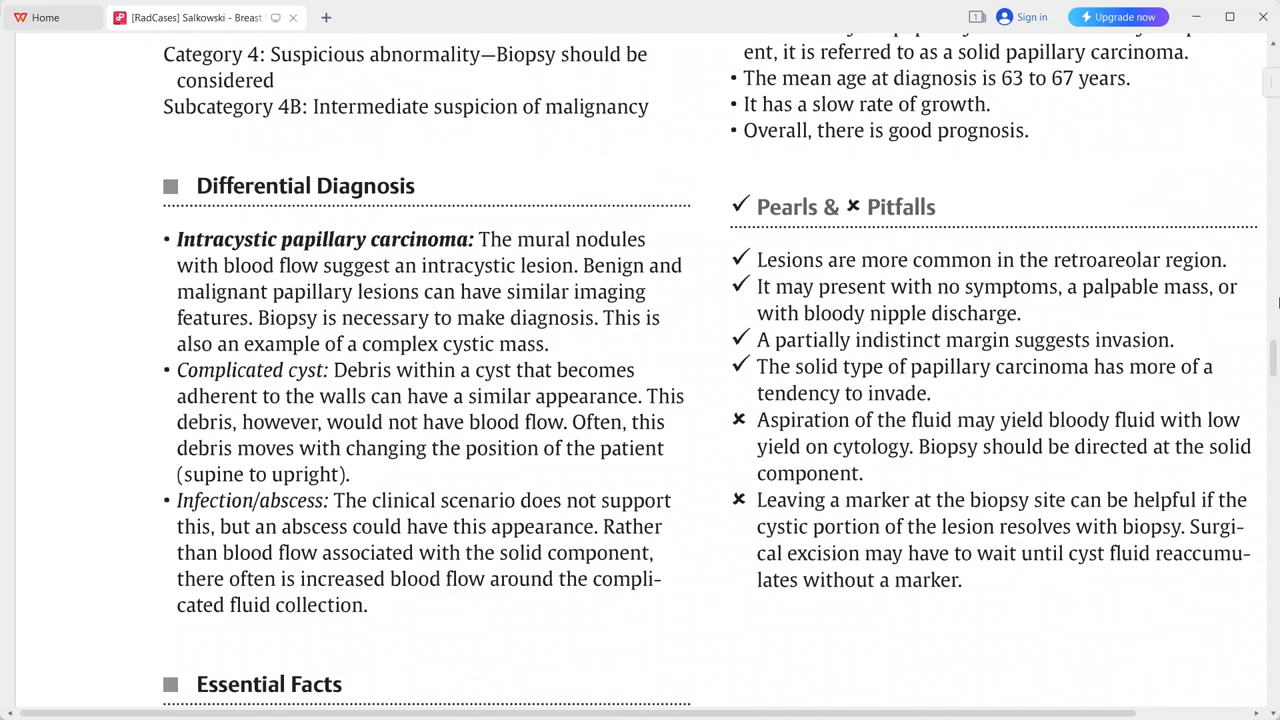 Home
[RadCases] Salkowski - Breast
1
Sign in
Upgrade now
Category 4: Suspicious abnormality—Biopsy should be
considered
Subcategory 4B: Intermediate suspicion of malignancy
Differential Diagnosis
• Intracystic papillary carcinoma: The mural nodules
with blood flow suggest an intracystic lesion. Benign and
malignant papillary lesions can have similar imaging
features. Biopsy is necessary to make diagnosis. This is
also an example of a complex cystic mass.
• Complicated cyst: Debris within a cyst that becomes
adherent to the walls can have a similar appearance. This
debris, however, would not have blood flow. Often, this
debris moves with changing the position of the patient
(supine to upright).
• Infection/abscess: The clinical scenario does not support
this, but an abscess could have this appearance. Rather
than blood flow associated with the solid component,
there often is increased blood flow around the compli-
cated fluid collection.
Essential Facts
ent, it is referred to as a solid papillary carcinoma.
• The mean age at diagnosis is 63 to 67 years.
• It has a slow rate of growth.
• Overall, there is good prognosis.
✓ Pearls & ✗ Pitfalls
✓ Lesions are more common in the retroareolar region.
✓ It may present with no symptoms, a palpable mass, or
with bloody nipple discharge.
✓ A partially indistinct margin suggests invasion.
✓ The solid type of papillary carcinoma has more of a
tendency to invade.
✗ Aspiration of the fluid may yield bloody fluid with low
yield on cytology. Biopsy should be directed at the solid
component.
✗ Leaving a marker at the biopsy site can be helpful if the
cystic portion of the lesion resolves with biopsy. Surgi-
cal excision may have to wait until cyst fluid reaccumu-
lates without a marker.